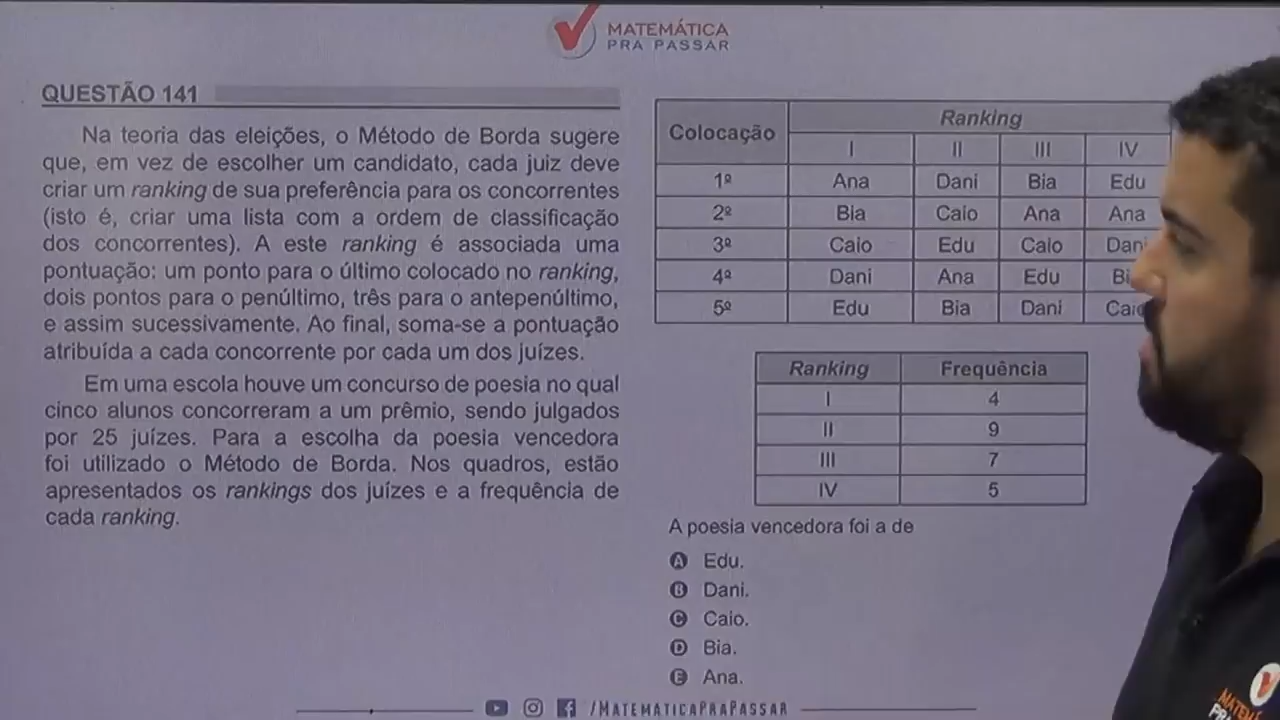 MATEMÁTICA
PRA PASSAR
QUESTÃO 141
Na teoria das eleições, o Método de Borda sugere
que, em vez de escolher um candidato, cada juiz deve
criar um ranking de sua preferência para os concorrentes
(isto é, criar uma lista com a ordem de classificação
dos concorrentes). A este ranking é associada uma
pontuação: um ponto para o último colocado no ranking,
dois pontos para o penúltimo, três para o antepenúltimo,
e assim sucessivamente. Ao final, soma-se a pontuação
atribuída a cada concorrente por cada um dos juízes.
Em uma escola houve um concurso de poesia no qual
cinco alunos concorreram a um prêmio, sendo julgados
por 25 juízes. Para a escolha da poesia vencedora
foi utilizado o Método de Borda. Nos quadros, estão
apresentados os rankings dos juízes e a frequência de
cada ranking.
Colocação Ranking
I II III IV
1º Ana Dani Bia Edu
2º Bia Caio Ana Ana
3º Caio Edu Caio Dani
4º Dani Ana Edu Bi
5º Edu Bia Dani Caio
Ranking Frequência
I 4
II 9
III 7
IV 5
A poesia vencedora foi a de
A Edu.
B Dani.
C Caio.
D Bia.
E Ana.
/MATEMATICAPRAPASSAR